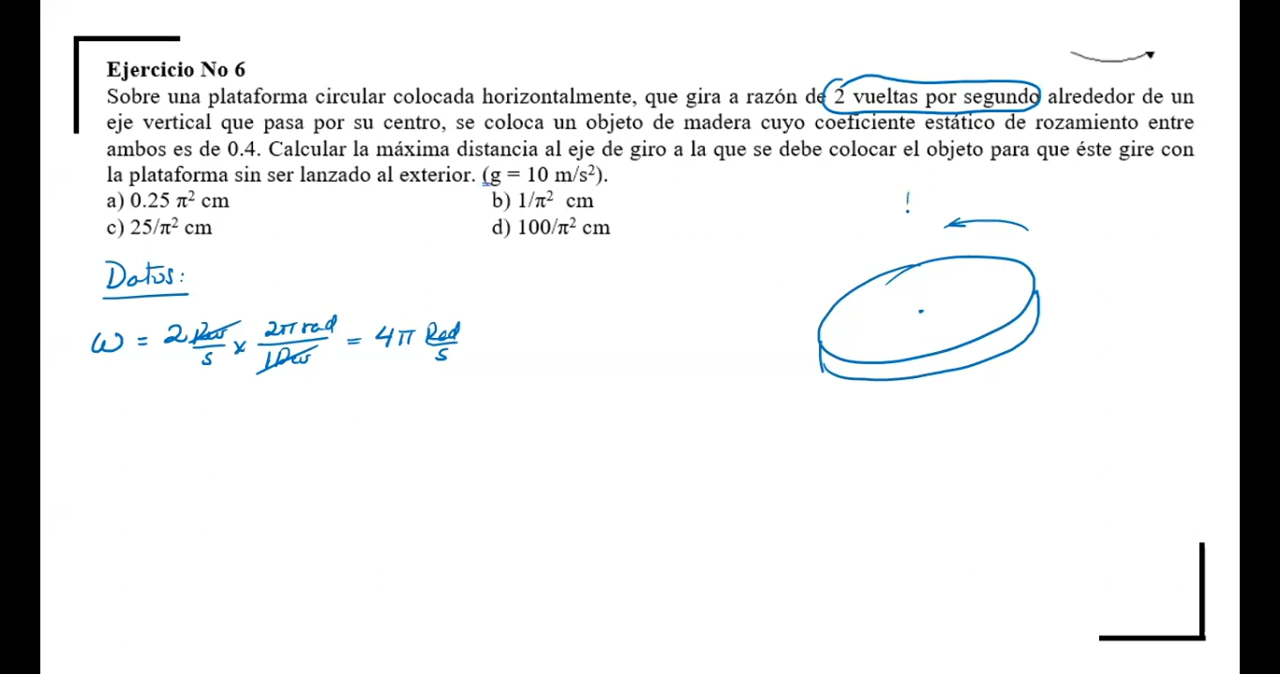 Ejercicio No 6
Sobre una plataforma circular colocada horizontalmente, que gira a razón de 2 vueltas por segundo alrededor de un
eje vertical que pasa por su centro, se coloca un objeto de madera cuyo coeficiente estático de rozamiento entre
ambos es de 0.4. Calcular la máxima distancia al eje de giro a la que se debe colocar el objeto para que éste gire con
la plataforma sin ser lanzado al exterior. (g = 10 m/s²).
a) 0.25 π² cm b) 1/π² cm
c) 25/π² cm d) 100/π² cm
Datos:
ω = 2 Rev/s × 2π rad/1 Rev = 4π Rad/s